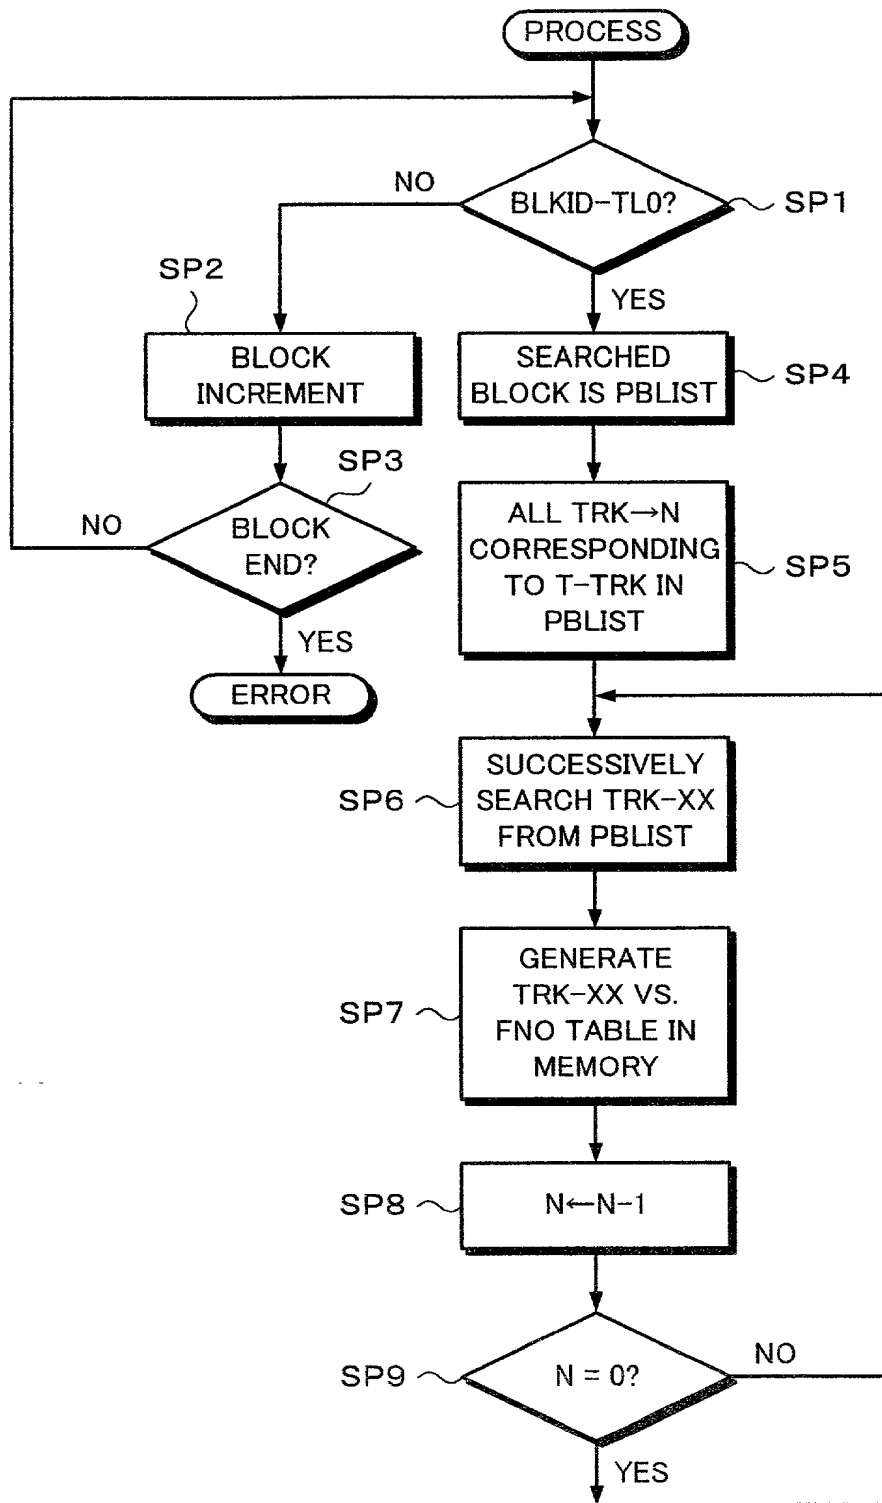 PROCESS
NO
BLKID-TL0?
SP1
SP2
YES
BLOCK
INCREMENT
SEARCHED
BLOCK IS PBLIST
SP4
SP3
NO
BLOCK
END?
ALL TRK→N
CORRESPONDING
TO T-TRK IN
PBLIST
SP5
YES
ERROR
SP6
SUCCESSIVELY
SEARCH TRK-XX
FROM PBLIST
SP7
GENERATE
TRK-XX VS.
FNO TABLE IN
MEMORY
SP8
N←N-1
SP9
N = 0?
NO
YES